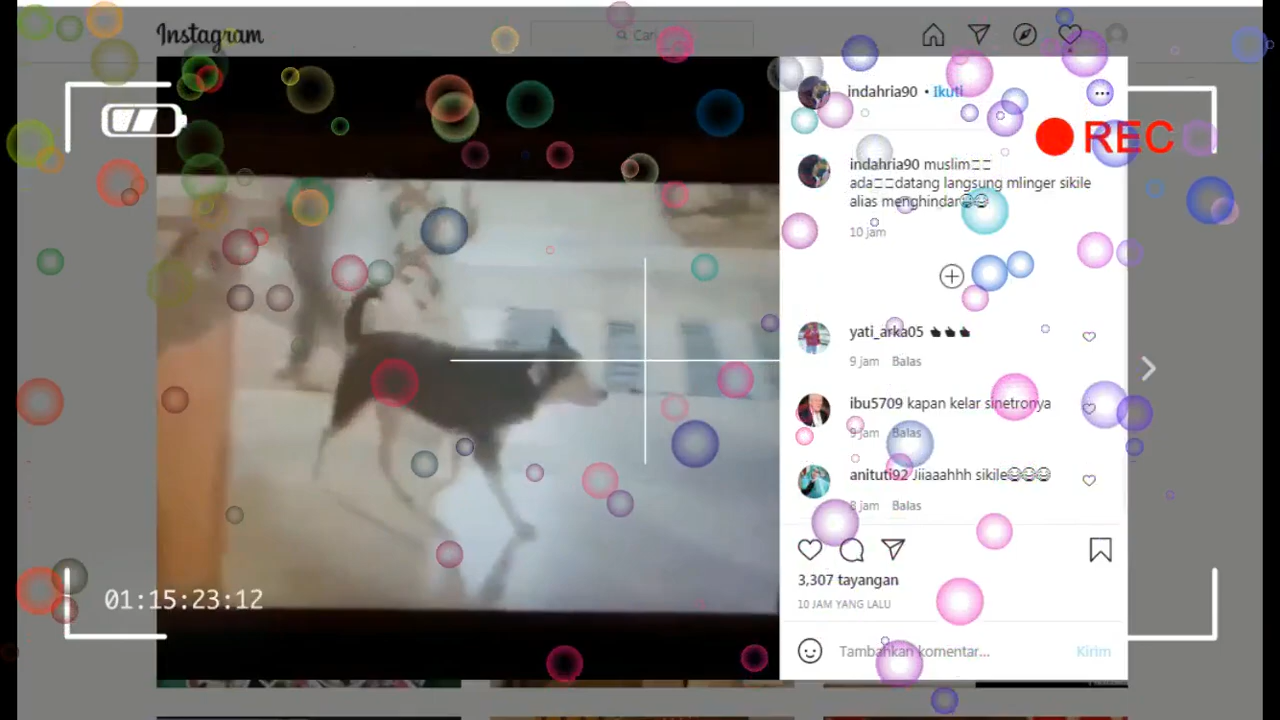 Instagram
Cari
indahria90 • Ikuti
REC
indahria90 muslim
ada datang langsung mlinger sikile
alias menghindar😂😂
10 jam
yati_arka05 👍👍👍
9 jam Balas
ibu5709 kapan kelar sinetronya
9 jam Balas
anituti92 Jiiaaahhh sikile😂😂😂
8 jam Balas
3,307 tayangan
10 JAM YANG LALU
01:15:23:12
Tambahkan komentar... Kirim